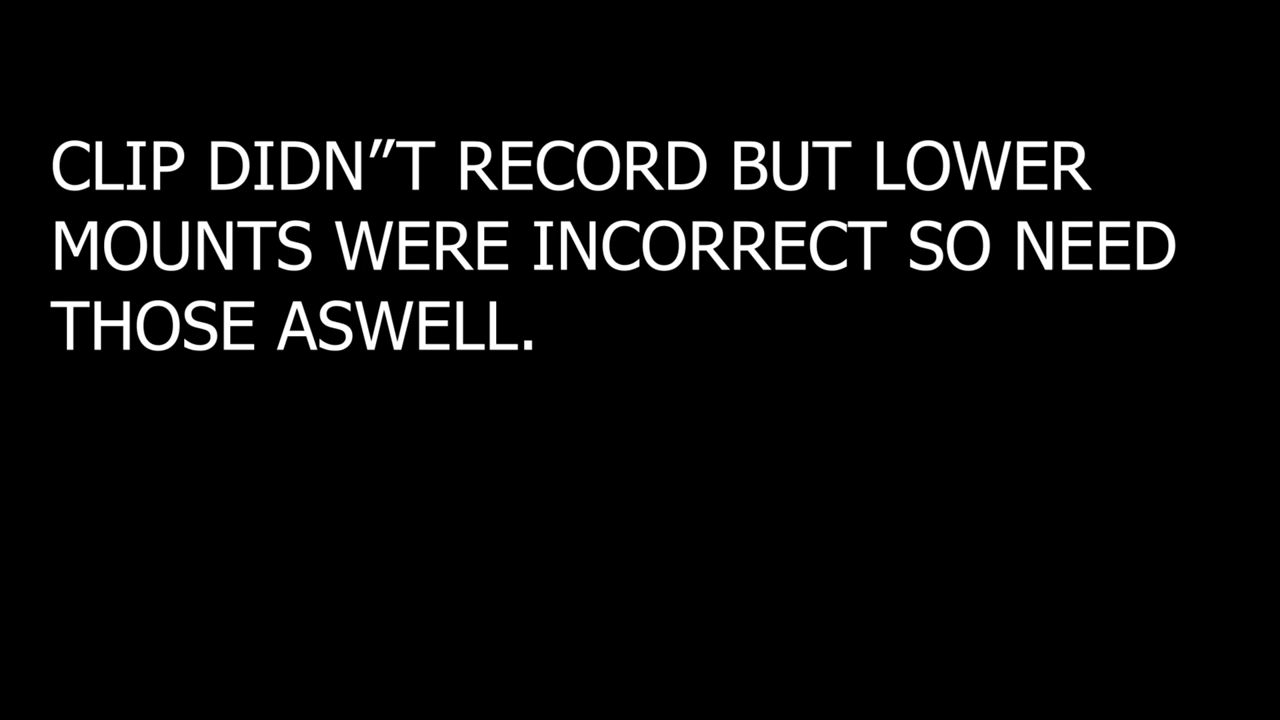 CLIP DIDN”T RECORD BUT LOWER
MOUNTS WERE INCORRECT SO NEED
THOSE ASWELL.